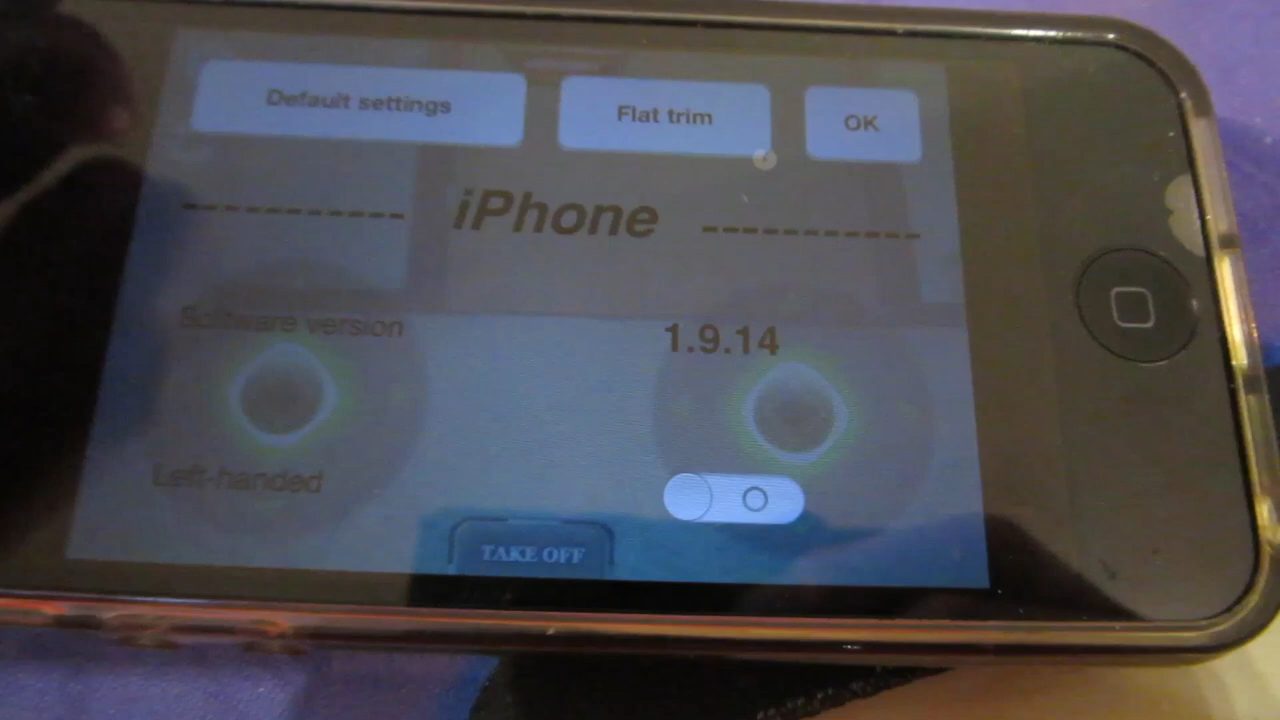 Default settings
Flat trim
OK
----------- iPhone -----------
Software version
1.9.14
Left-handed
TAKE OFF